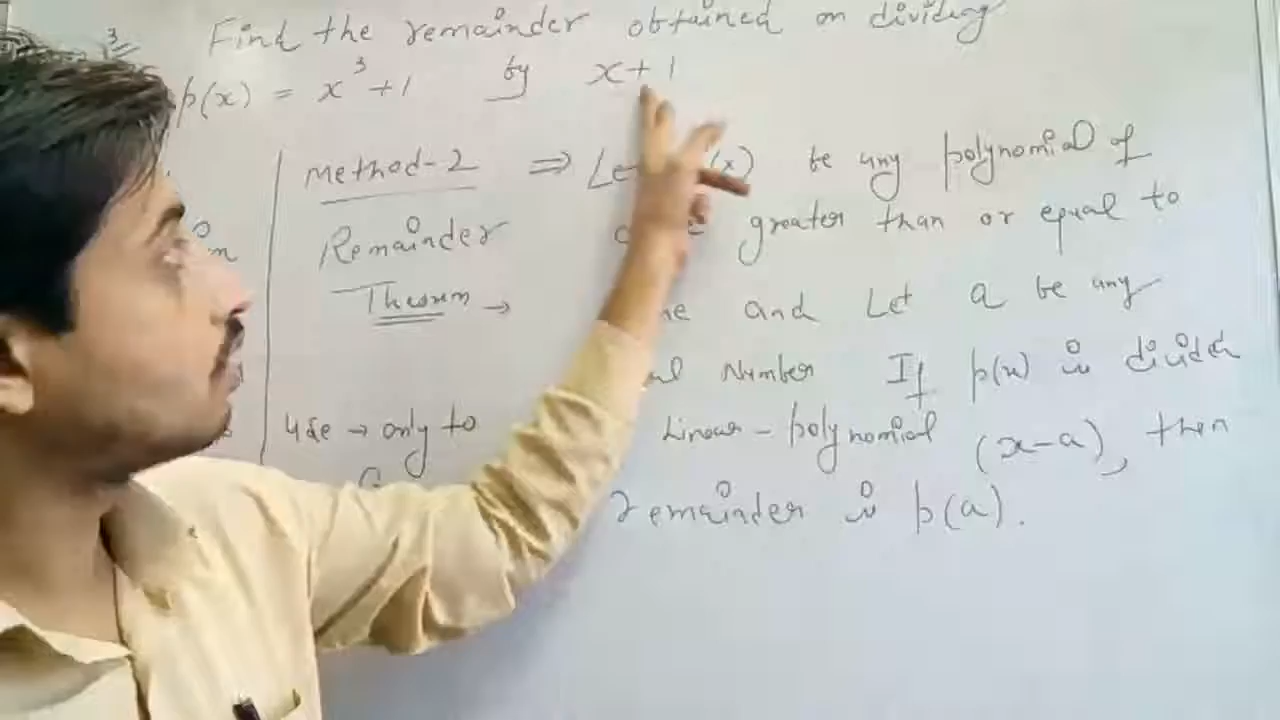 3
Find the remainder obtained on dividing
p(x) = x³ + 1 by x + 1
Method-2 ⇒ Let (x) be any polynomial of
Remainder greater than or equal to
Theorem → and Let a be any
Number If p(x) is divided
Use → only to Linear - polynomial (x-a), then
remainder is p(a).